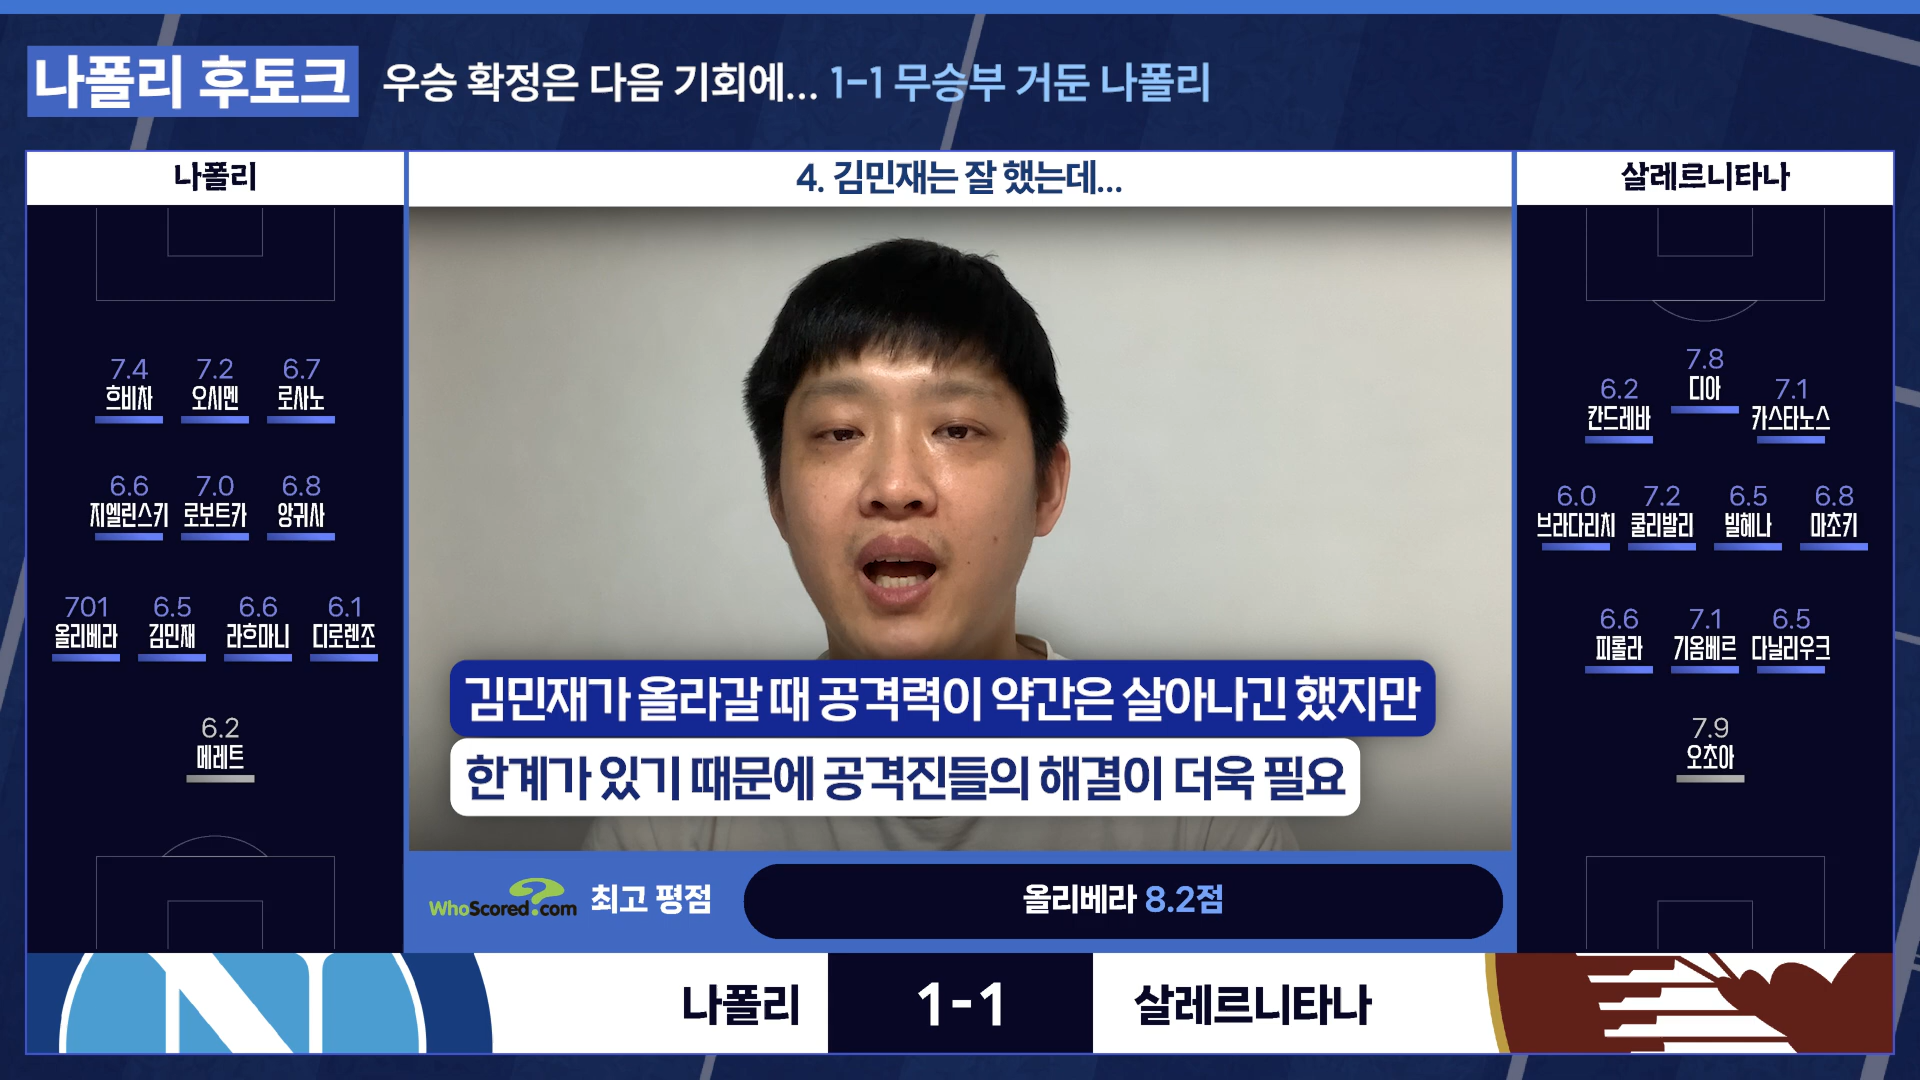 나폴리 후토크
우승 확정은 다음 기회에... 1-1 무승부 거둔 나폴리
나폴리
7.4 7.2 6.7
흐비차 오시멘 로사노
6.6 7.0 6.8
지엘린스키 로보트카 앙귀사
701 6.5 6.6 6.1
올리베라 김민재 라흐마니 디로렌조
6.2
메레트
4. 김민재는 잘 했는데...
김민재가 올라갈 때 공격력이 약간은 살아나긴 했지만
한계가 있기 때문에 공격진들의 해결이 더욱 필요
WhoScored.com 최고 평점 올리베라 8.2점
살레르니타나
7.8
디아
6.2 7.1
칸드레바 카스타노스
6.0 7.2 6.5 6.8
브라다리치 쿨리발리 빌헤나 마초키
6.6 7.1 6.5
피롤라 기옴베르 다닐리우크
7.9
오초아
나폴리 1-1 살레르니타나